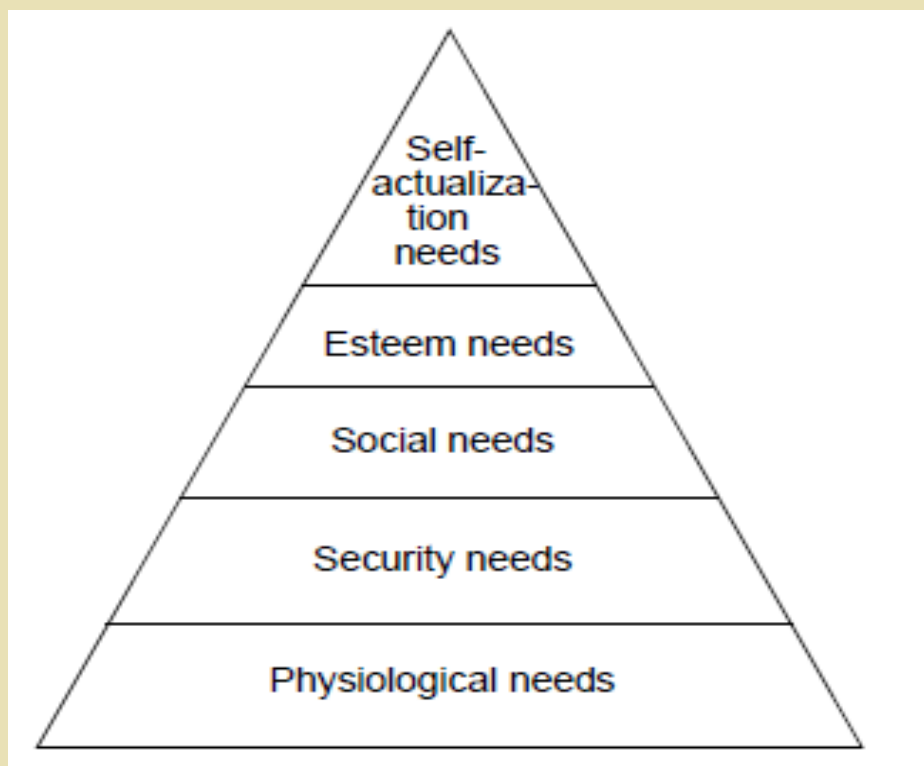 Self-
actualiza-
tion
needs
Esteem needs
Social needs
Security needs
Physiological needs